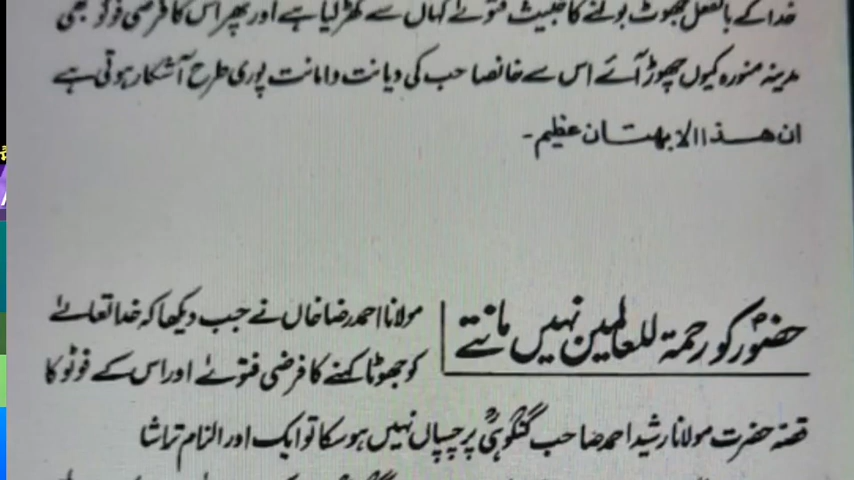 خدا کے بالفعل جھوٹ بولنے کا خبیث فتوےٰ کہاں سے گھڑ لیا ہے اور پھر اس کا فرضی فوٹو بھی
مدینہ منورہ کیوں چھوڑ آئے اس سے خانصاحب کی دیانت و امانت پوری طرح آشکار ہوتی ہے
ان ھذا الا بھتان عظیم۔
حضورؐ کو رحمۃ للعالمین نہیں مانتے
مولانا احمد رضا خاں نے جب دیکھا کہ خدا تعالےٰ
کو جھوٹا کہنے کا فرضی فتوےٰ اور اس کے فوٹو کا
قصہ حضرت مولانا رشید احمد صاحب گنگوہیؒ پر چسپاں نہیں ہو سکا تو ایک اور الزام تراشا